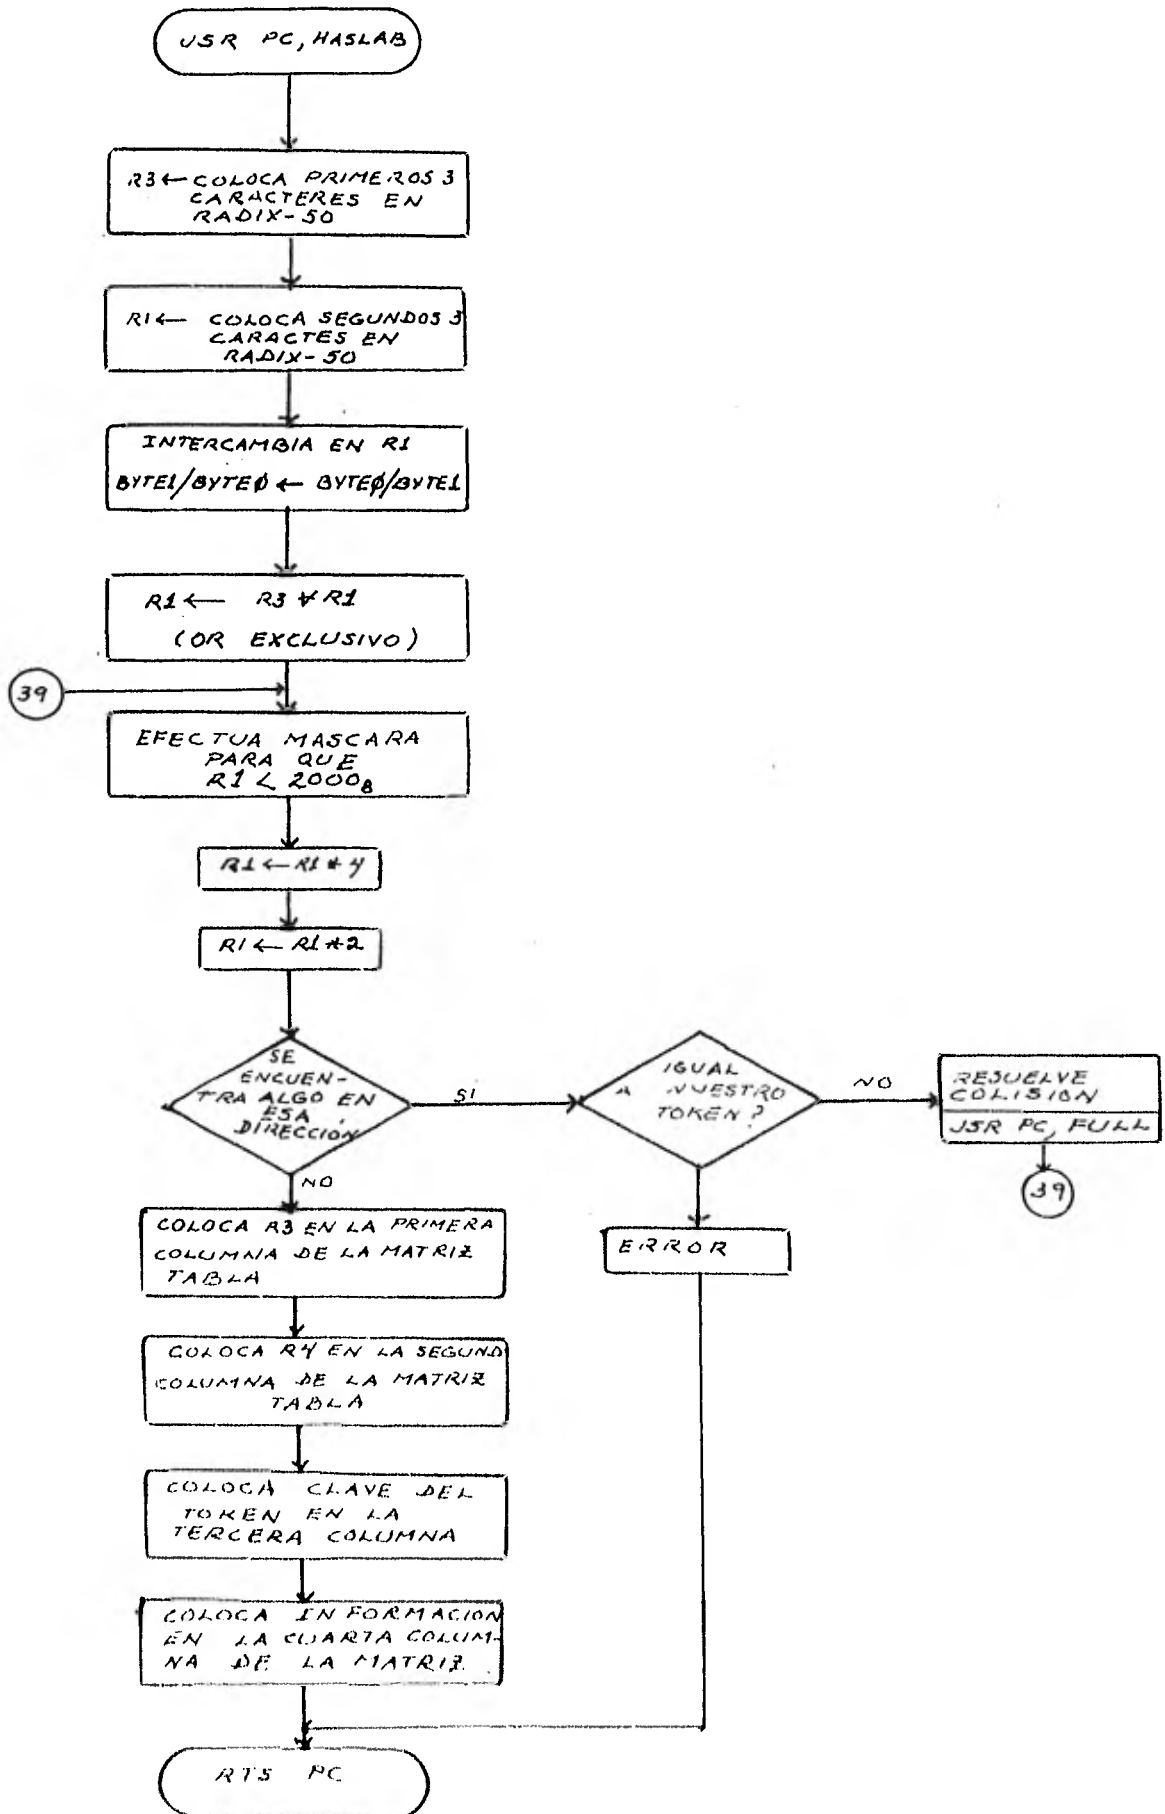 JSR PC, HASLAB
R3 ← COLOCA PRIMEROS 3
CARACTERES EN
RADIX-50
R1 ← COLOCA SEGUNDOS 3
CARACTES EN
RADIX-50
INTERCAMBIA EN R1
BYTE1/BYTE0 ← BYTE0/BYTE1
R1 ← R3 ⊻ R1
(OR EXCLUSIVO)
39
EFECTUA MASCARA
PARA QUE
R1 < 2000₈
R1 ← R1 * 4
R1 ← R1 * 2
SE
ENCUEN-
TRA ALGO EN
ESA
DIRECCIÓN
SI
IGUAL
A NUESTRO
TOKEN?
NO
RESUELVE
COLISION
JSR PC, FULL
39
NO
COLOCA R3 EN LA PRIMERA
COLUMNA DE LA MATRIZ
TABLA
ERROR
COLOCA R4 EN LA SEGUND
COLUMNA DE LA MATRIZ
TABLA
COLOCA CLAVE DEL
TOKEN EN LA
TERCERA COLUMNA
COLOCA INFORMACION
EN LA CUARTA COLUM-
NA DE LA MATRIZ
RTS PC